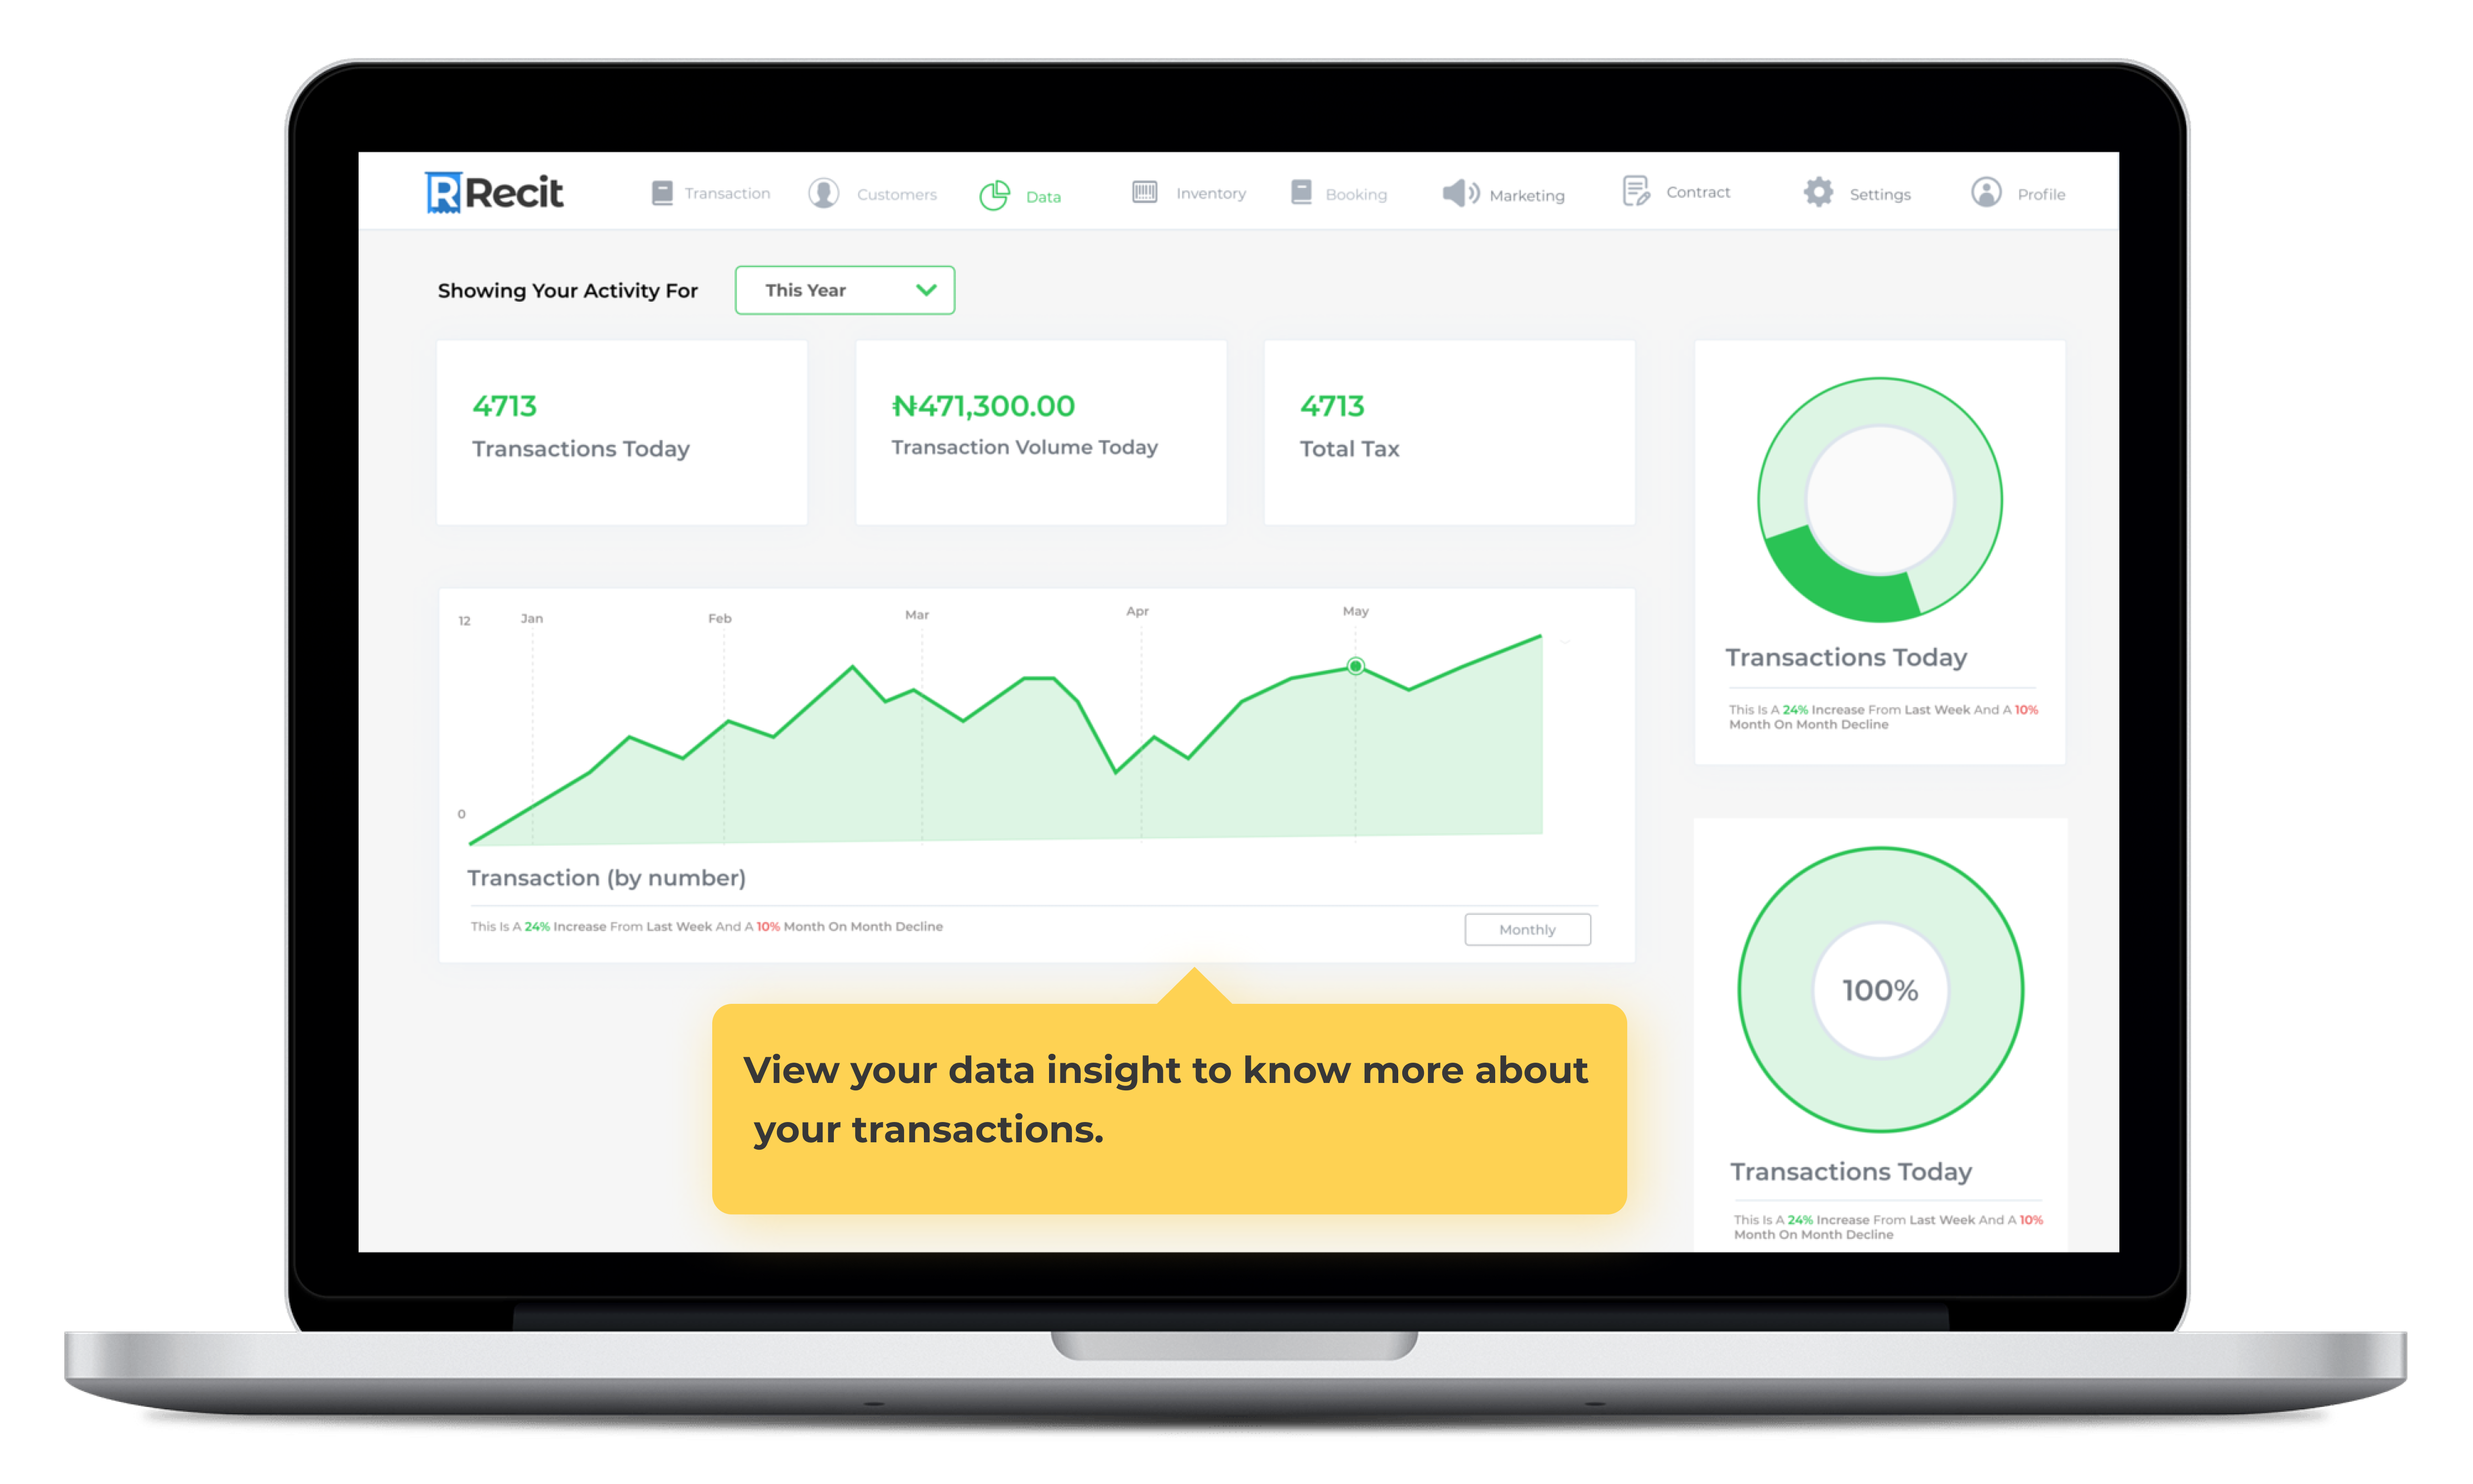 RRecit
Transaction
Customers
Data
Inventory
Booking
Marketing
Contract
Settings
Profile
Showing Your Activity For
This Year
4713
Transactions Today
₦471,300.00
Transaction Volume Today
4713
Total Tax
12
Jan
Feb
Mar
Apr
May
0
Transaction (by number)
This Is A 24% Increase From Last Week And A 10% Month On Month Decline
Monthly
Transactions Today
This Is A 24% Increase From Last Week And A 10%
Month On Month Decline
100%
Transactions Today
This Is A 24% Increase From Last Week And A 10%
Month On Month Decline
View your data insight to know more about
your transactions.